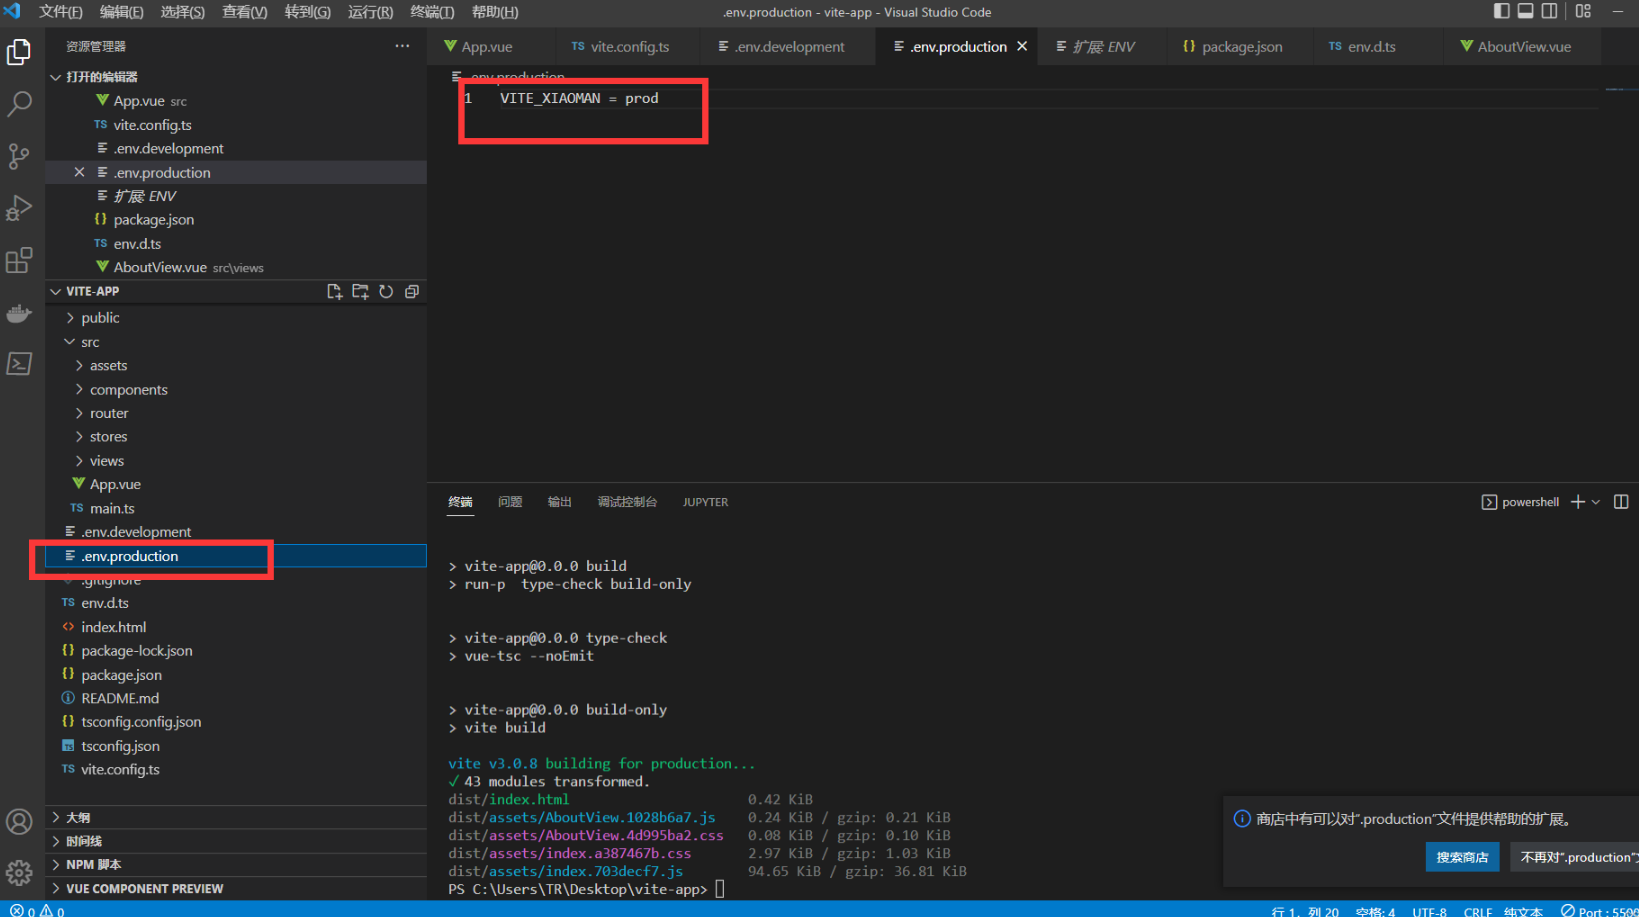 文件(F) 编辑(E) 选择(S) 查看(V) 转到(G) 运行(R) 终端(T) 帮助(H)
.env.production - vite-app - Visual Studio Code
资源管理器 ···
打开的编辑器
App.vue src
TS vite.config.ts
.env.development
.env.production
扩展: ENV
{} package.json
TS env.d.ts
AboutView.vue src\views
VITE-APP
public
src
assets
components
router
stores
views
App.vue
TS main.ts
.env.development
.env.production
.gitignore
TS env.d.ts
<> index.html
{} package-lock.json
{} package.json
README.md
{} tsconfig.config.json
tsconfig.json
TS vite.config.ts
大纲
时间线
NPM 脚本
VUE COMPONENT PREVIEW
App.vue TS vite.config.ts .env.development .env.production 扩展: ENV {} package.json TS env.d.ts AboutView.vue
.env.production
1 VITE_XIAOMAN = prod
终端 问题 输出 调试控制台 JUPYTER
powershell
> vite-app@0.0.0 build
> run-p type-check build-only
> vite-app@0.0.0 type-check
> vue-tsc --noEmit
> vite-app@0.0.0 build-only
> vite build
vite v3.0.8 building for production...
✓ 43 modules transformed.
dist/index.html 0.42 KiB
dist/assets/AboutView.1028b6a7.js 0.24 KiB / gzip: 0.21 KiB
dist/assets/AboutView.4d995ba2.css 0.08 KiB / gzip: 0.10 KiB
dist/assets/index.a387467b.css 2.97 KiB / gzip: 1.03 KiB
dist/assets/index.703decf7.js 94.65 KiB / gzip: 36.81 KiB
PS C:\Users\TR\Desktop\vite-app>
商店中有可以对".production"文件提供帮助的扩展。
搜索商店 不再对".production"
0 0
行 1，列 20 空格: 4 UTF-8 CRLF 纯文本 Port : 5500